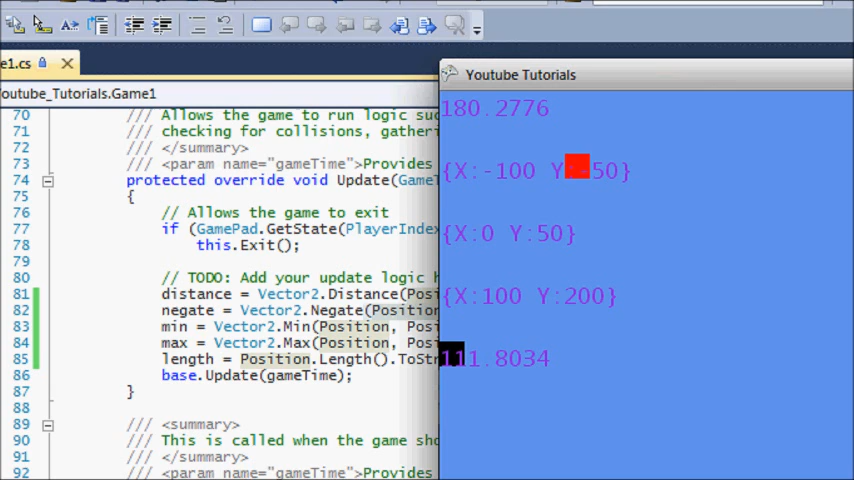 e1.cs
outube_Tutorials.Game1
70 /// Allows the game to run logic suc
71 /// checking for collisions, gatheri
72 /// </summary>
73 /// <param name="gameTime">Provides
74 protected override void Update(GameT
75 {
76 // Allows the game to exit
77 if (GamePad.GetState(PlayerIndex
78 this.Exit();
79
80 // TODO: Add your update logic h
81 distance = Vector2.Distance(Posi
82 negate = Vector2.Negate(Position
83 min = Vector2.Min(Position, Posi
84 max = Vector2.Max(Position, Posi
85 length = Position.Length().ToStr
86 base.Update(gameTime);
87 }
88
89 /// <summary>
90 /// This is called when the game sho
91 /// </summary>
92 /// <param name="gameTime">Provides
Youtube Tutorials
180.2776
{X:-100 Y:-50}
{X:0 Y:50}
{X:100 Y:200}
111.8034